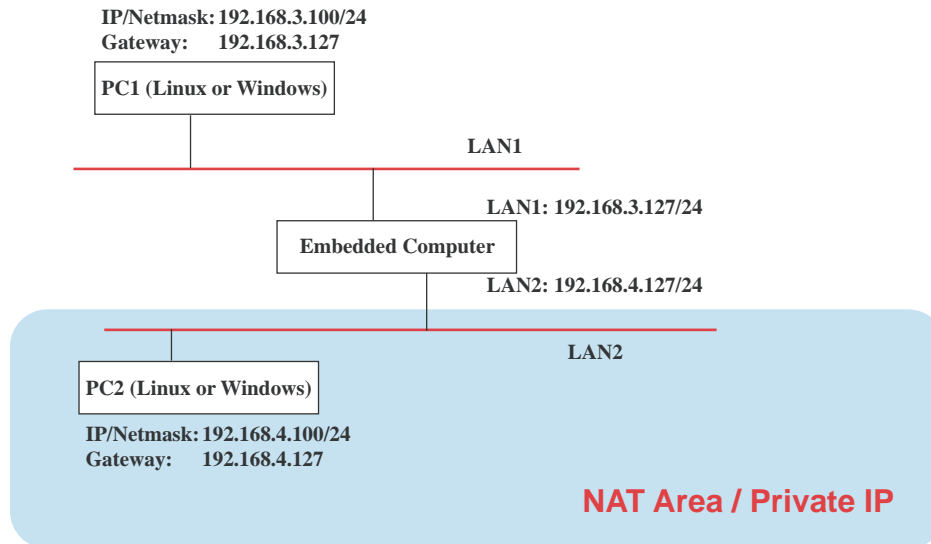 IP/Netmask: 192.168.3.100/24
Gateway: 192.168.3.127
PC1 (Linux or Windows)
LAN1
LAN1: 192.168.3.127/24
Embedded Computer
LAN2: 192.168.4.127/24
LAN2
PC2 (Linux or Windows)
IP/Netmask: 192.168.4.100/24
Gateway: 192.168.4.127
NAT Area / Private IP